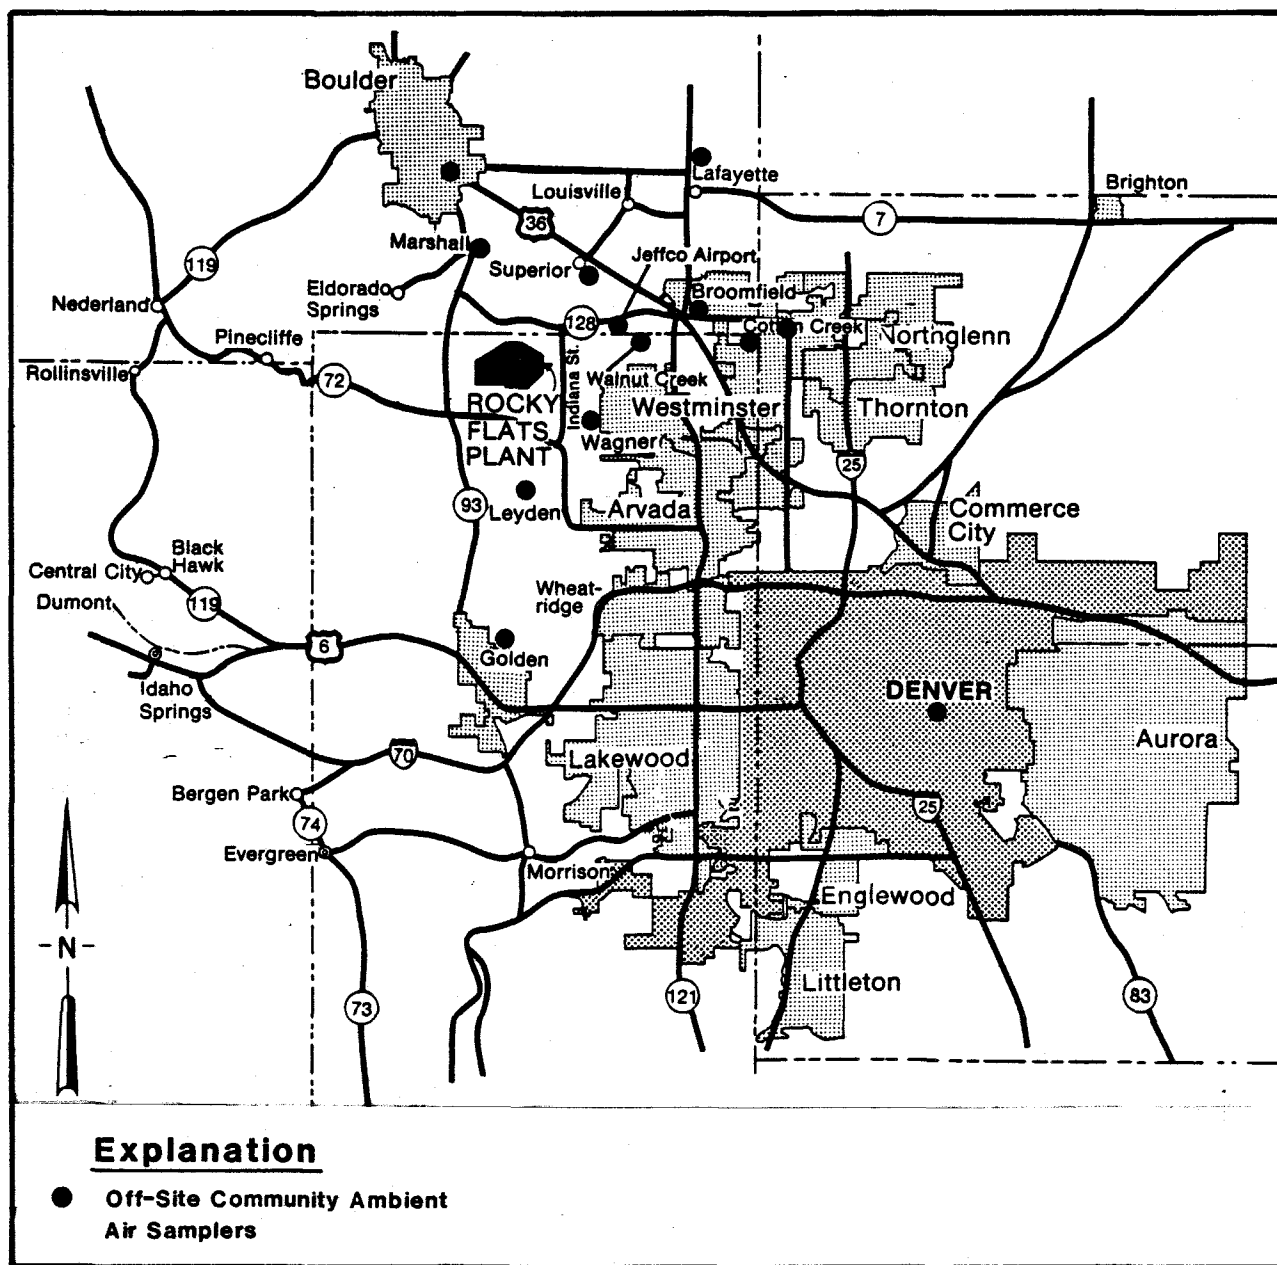 Boulder
Lafayette
Brighton
Louisville
36
7
Marshall
119
Superior
Jeffco Airport
Eldorado
Springs
Nederland
Broomfield
128
Cotton Creek
Northglenn
Pinecliffe
Indiana St.
Rollinsville
72
Walnut Creek
ROCKY
FLATS
PLANT
Westminster
Thornton
Wagner
25
93
Leyden
Arvada
Commerce
City
Black
Hawk
Central City
Dumont
119
Wheat-
ridge
6
Golden
Idaho
Springs
DENVER
70
Lakewood
Aurora
Bergen Park
74
25
Evergreen
Morrison
Englewood
-N-
Littleton
73
121
83
Explanation
Off-Site Community Ambient
Air Samplers